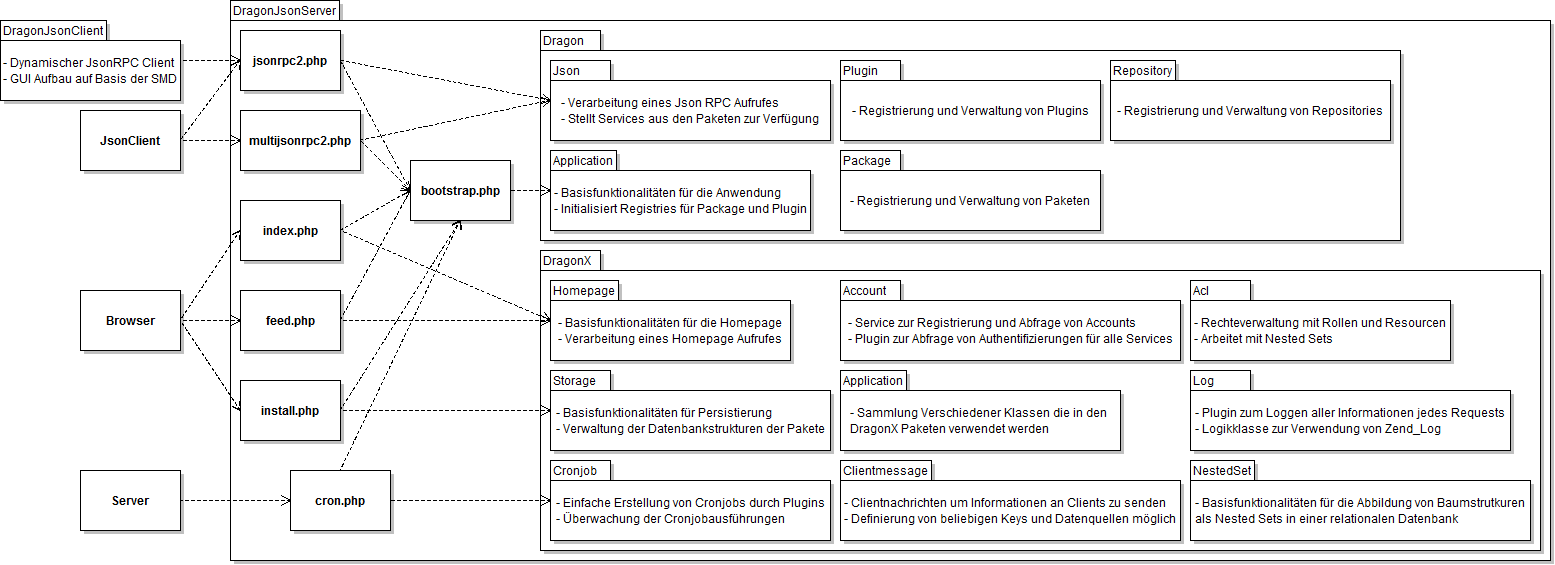 DragonJsonServer
DragonJsonClient
- Dynamischer JsonRPC Client
- GUI Aufbau auf Basis der SMD
JsonClient
Browser
Server
jsonrpc2.php
multijsonrpc2.php
index.php
feed.php
install.php
cron.php
bootstrap.php
Dragon
Json
- Verarbeitung eines Json RPC Aufrufes
- Stellt Services aus den Paketen zur Verfügung
Plugin
- Registrierung und Verwaltung von Plugins
Repository
- Registrierung und Verwaltung von Repositories
Application
- Basisfunktionalitäten für die Anwendung
- Initialisiert Registries für Package und Plugin
Package
- Registrierung und Verwaltung von Paketen
DragonX
Homepage
- Basisfunktionalitäten für die Homepage
- Verarbeitung eines Homepage Aufrufes
Account
- Service zur Registrierung und Abfrage von Accounts
- Plugin zur Abfrage von Authentifizierungen für alle Services
Acl
- Rechteverwaltung mit Rollen und Resourcen
- Arbeitet mit Nested Sets
Storage
- Basisfunktionalitäten für Persistierung
- Verwaltung der Datenbankstrukturen der Pakete
Application
- Sammlung Verschiedener Klassen die in den
DragonX Paketen verwendet werden
Log
- Plugin zum Loggen aller Informationen jedes Requests
- Logikklasse zur Verwendung von Zend_Log
Cronjob
- Einfache Erstellung von Cronjobs durch Plugins
- Überwachung der Cronjobausführungen
Clientmessage
- Clientnachrichten um Informationen an Clients zu senden
- Definierung von beliebigen Keys und Datenquellen möglich
NestedSet
- Basisfunktionalitäten für die Abbildung von Baumstrutkuren
als Nested Sets in einer relationalen Datenbank